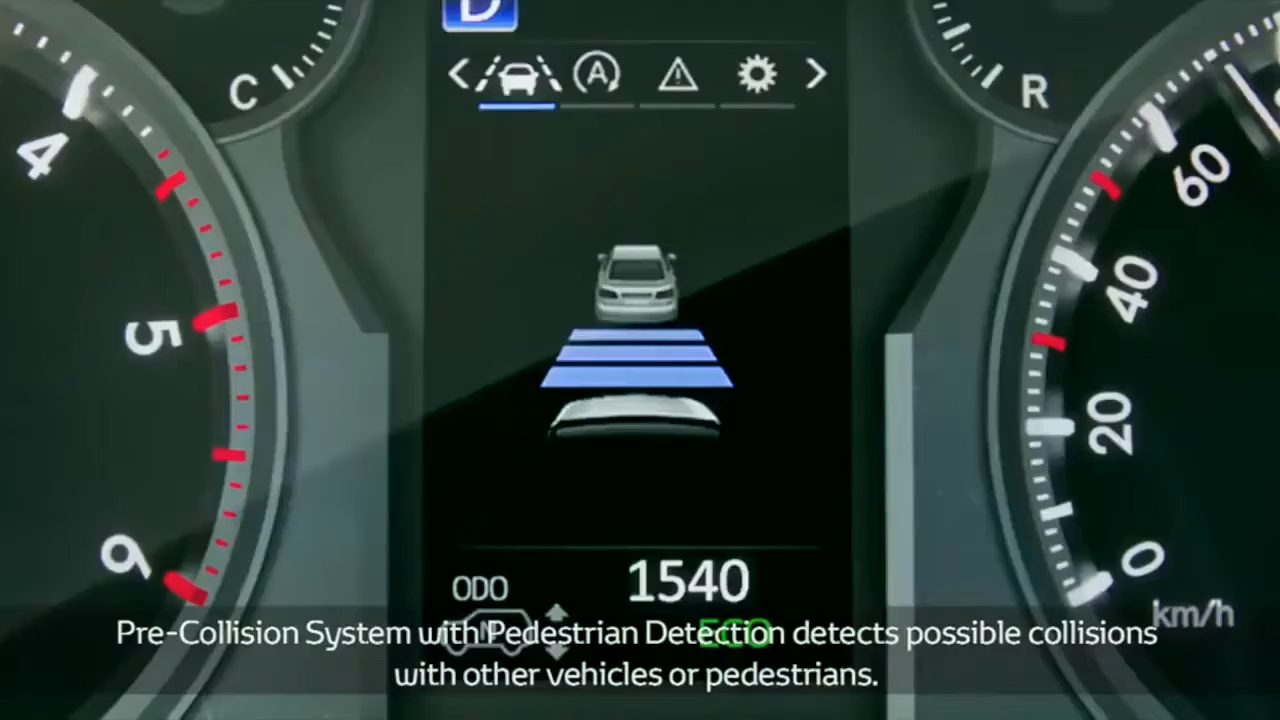 D
C
A
R
4
5
6
60
40
20
0
km/h
ODO 1540
N
ECO
Pre-Collision System with Pedestrian Detection detects possible collisions
with other vehicles or pedestrians.